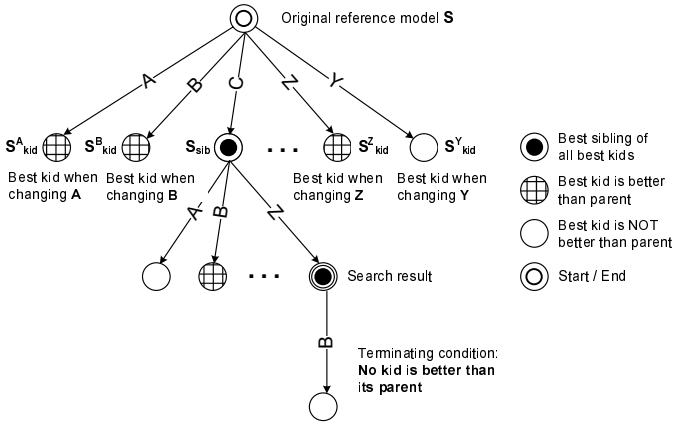 Original reference model S
A
B
C
Z
Y
S^A_kid
S^B_kid
S_sib
. . .
S^Z_kid
S^Y_kid
Best kid when
changing A
Best kid when
changing B
Best kid when
changing Z
Best kid when
changing Y
Best sibling of
all best kids
Best kid is better
than parent
Best kid is NOT
better than parent
Start / End
A
B
Z
. . .
Search result
B
Terminating condition:
No kid is better than
its parent